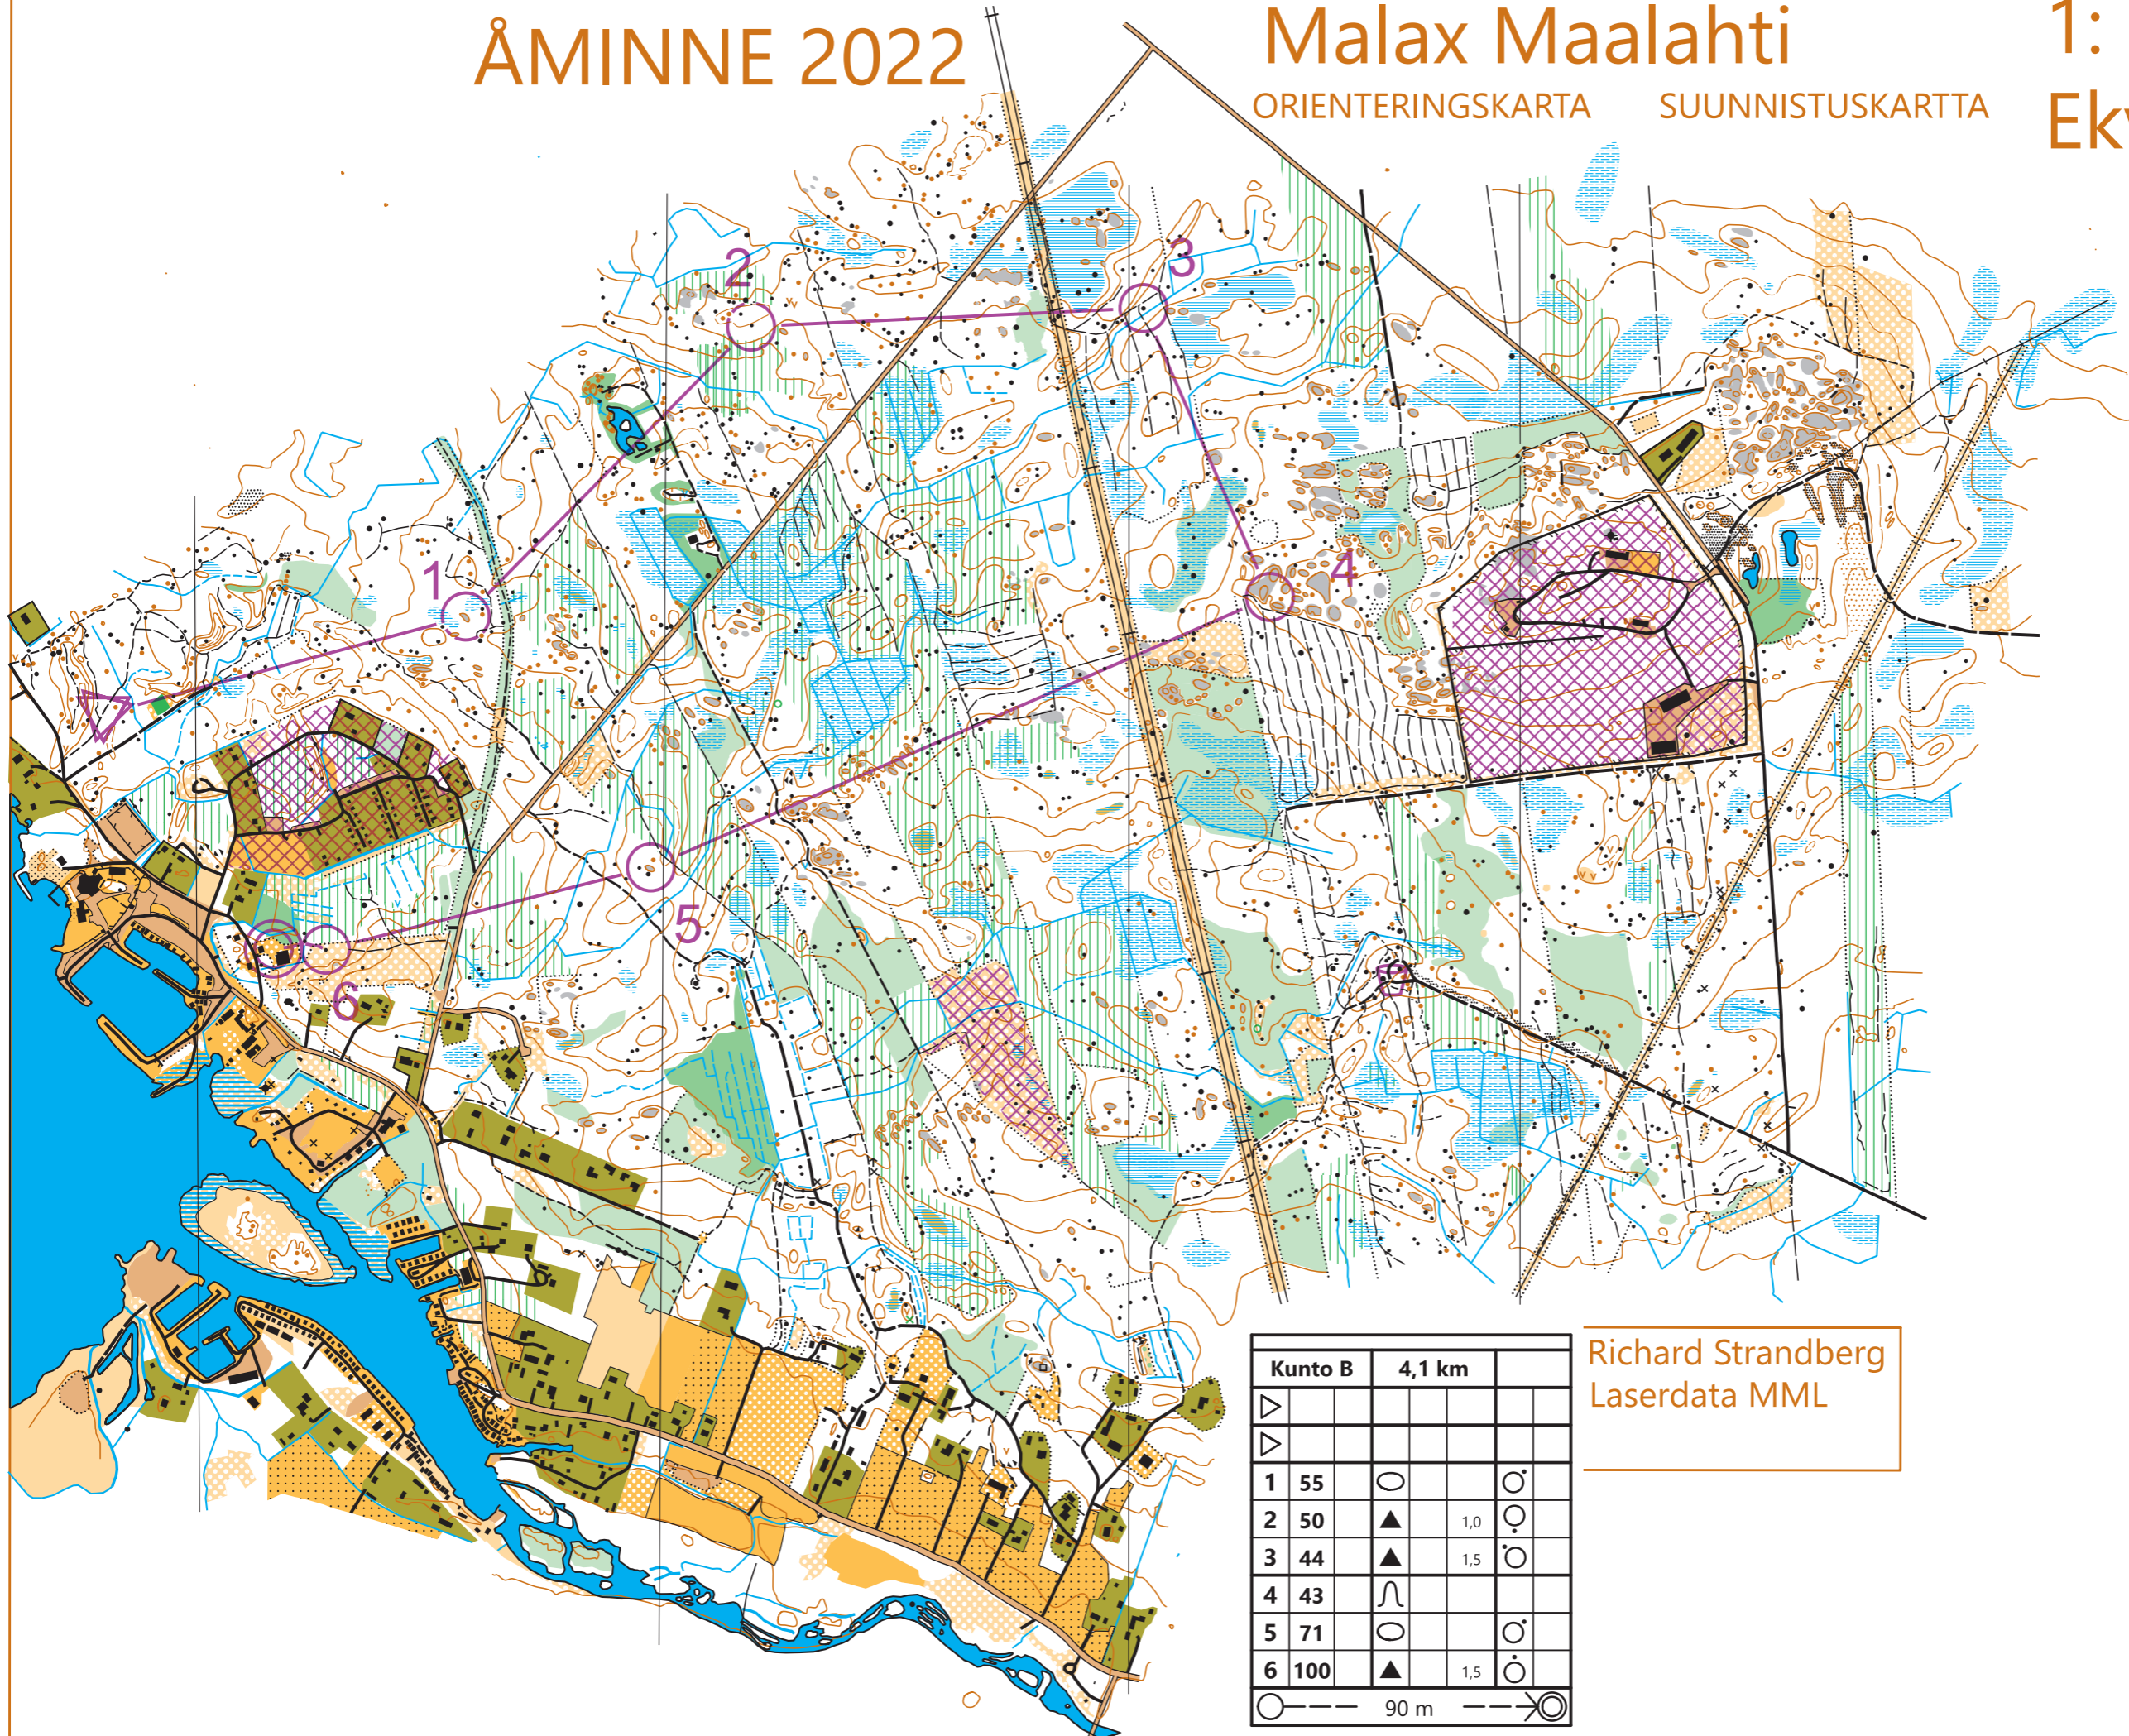 ÅMINNE 2022
Malax Maalahti
1:
ORIENTERINGSKARTA SUUNNISTUSKARTTA
Ek
2
3
1
4
5
6
Kunto B 4,1 km
1 55
2 50 1,0
3 44 1,5
4 43
5 71
6 100 1,5
90 m
Richard Strandberg
Laserdata MML